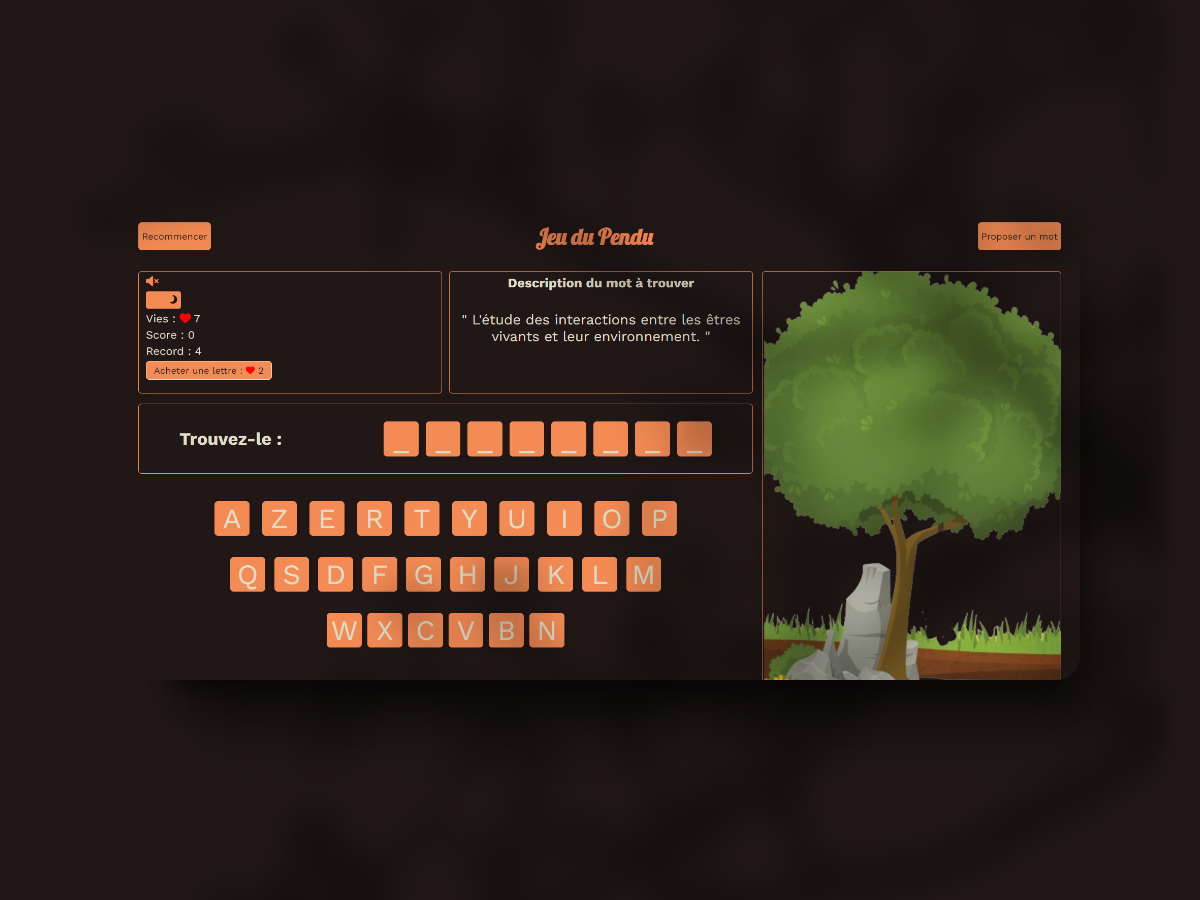 Recommencer
Jeu du Pendu
Proposer un mot
Vies : 7
Score : 0
Record : 4
Acheter une lettre : 2
Description du mot à trouver
" L'étude des interactions entre les êtres
vivants et leur environnement. "
Trouvez-le :
_ _ _ _ _ _ _ _
A Z E R T Y U I O P
Q S D F G H J K L M
W X C V B N